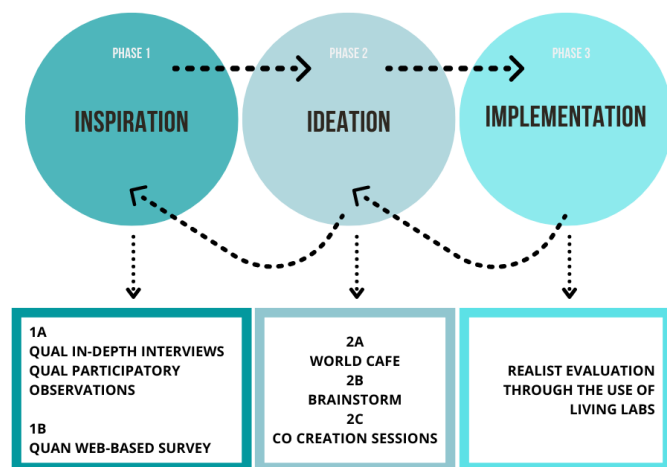 PHASE 1
PHASE 2
PHASE 3
INSPIRATION
IDEATION
IMPLEMENTATION
1A
QUAL IN-DEPTH INTERVIEWS
QUAL PARTICIPATORY
OBSERVATIONS
1B
QUAN WEB-BASED SURVEY
2A
WORLD CAFE
2B
BRAINSTORM
2C
CO CREATION SESSIONS
REALIST EVALUATION
THROUGH THE USE OF
LIVING LABS